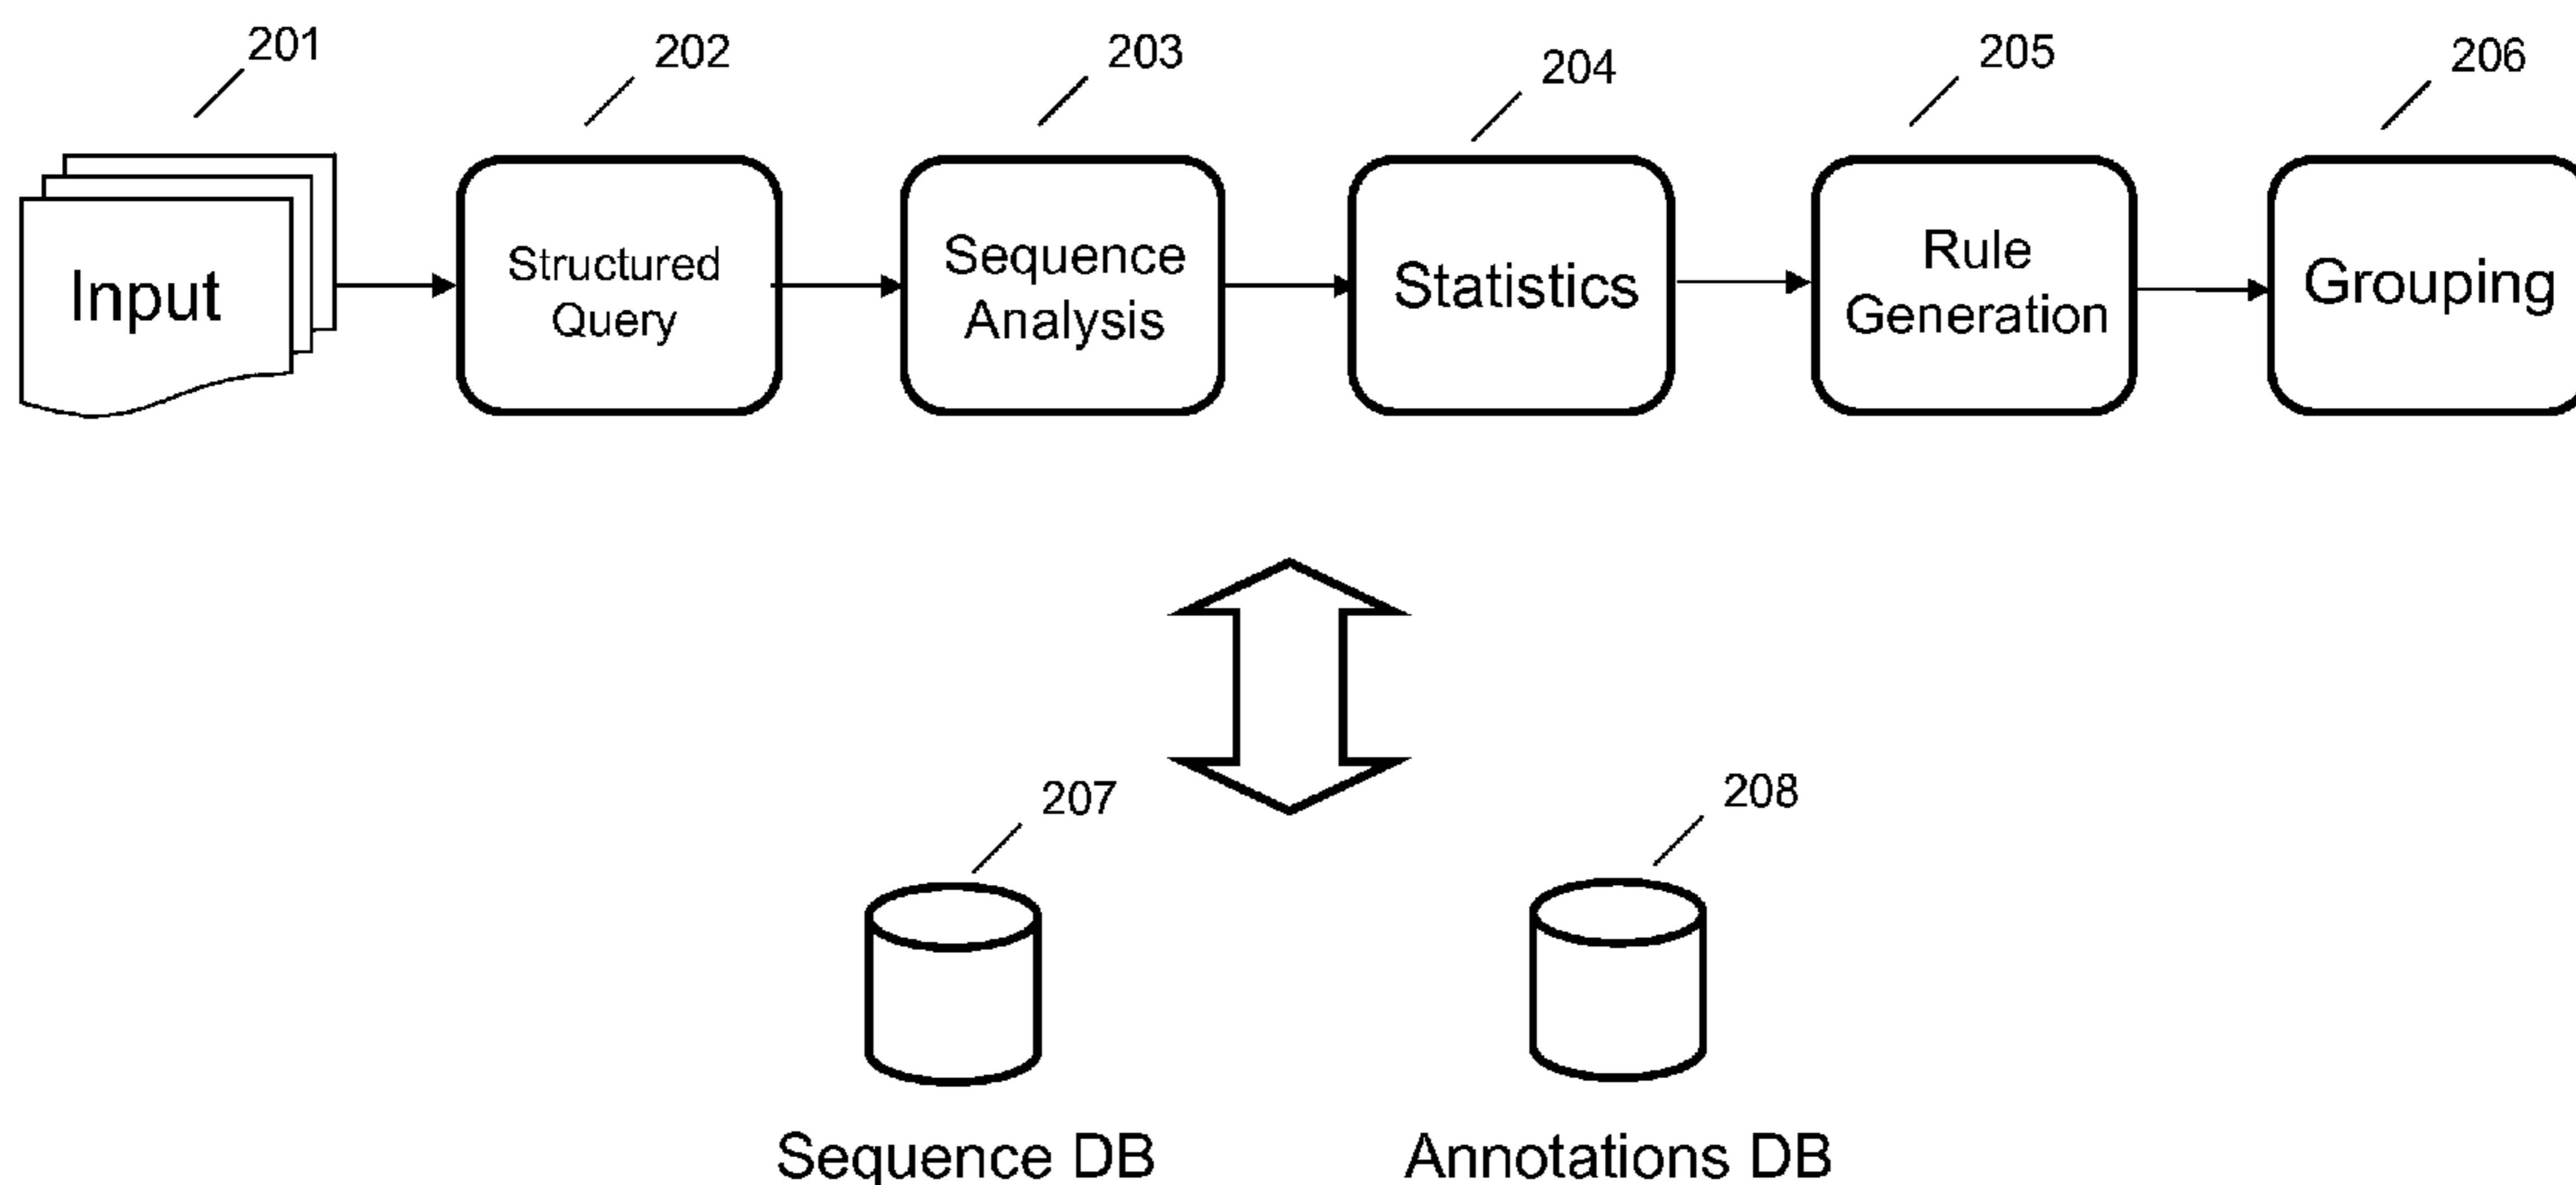 201
202
203
204
205
206
Input
Structured
Query
Sequence
Analysis
Statistics
Rule
Generation
Grouping
207
208
Sequence DB
Annotations DB